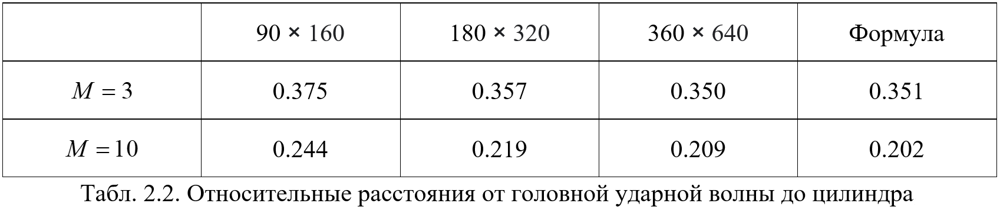 90 × 160 180 × 320 360 × 640 Формула
M = 3 0.375 0.357 0.350 0.351
M = 10 0.244 0.219 0.209 0.202
Табл. 2.2. Относительные расстояния от головной ударной волны до цилиндра